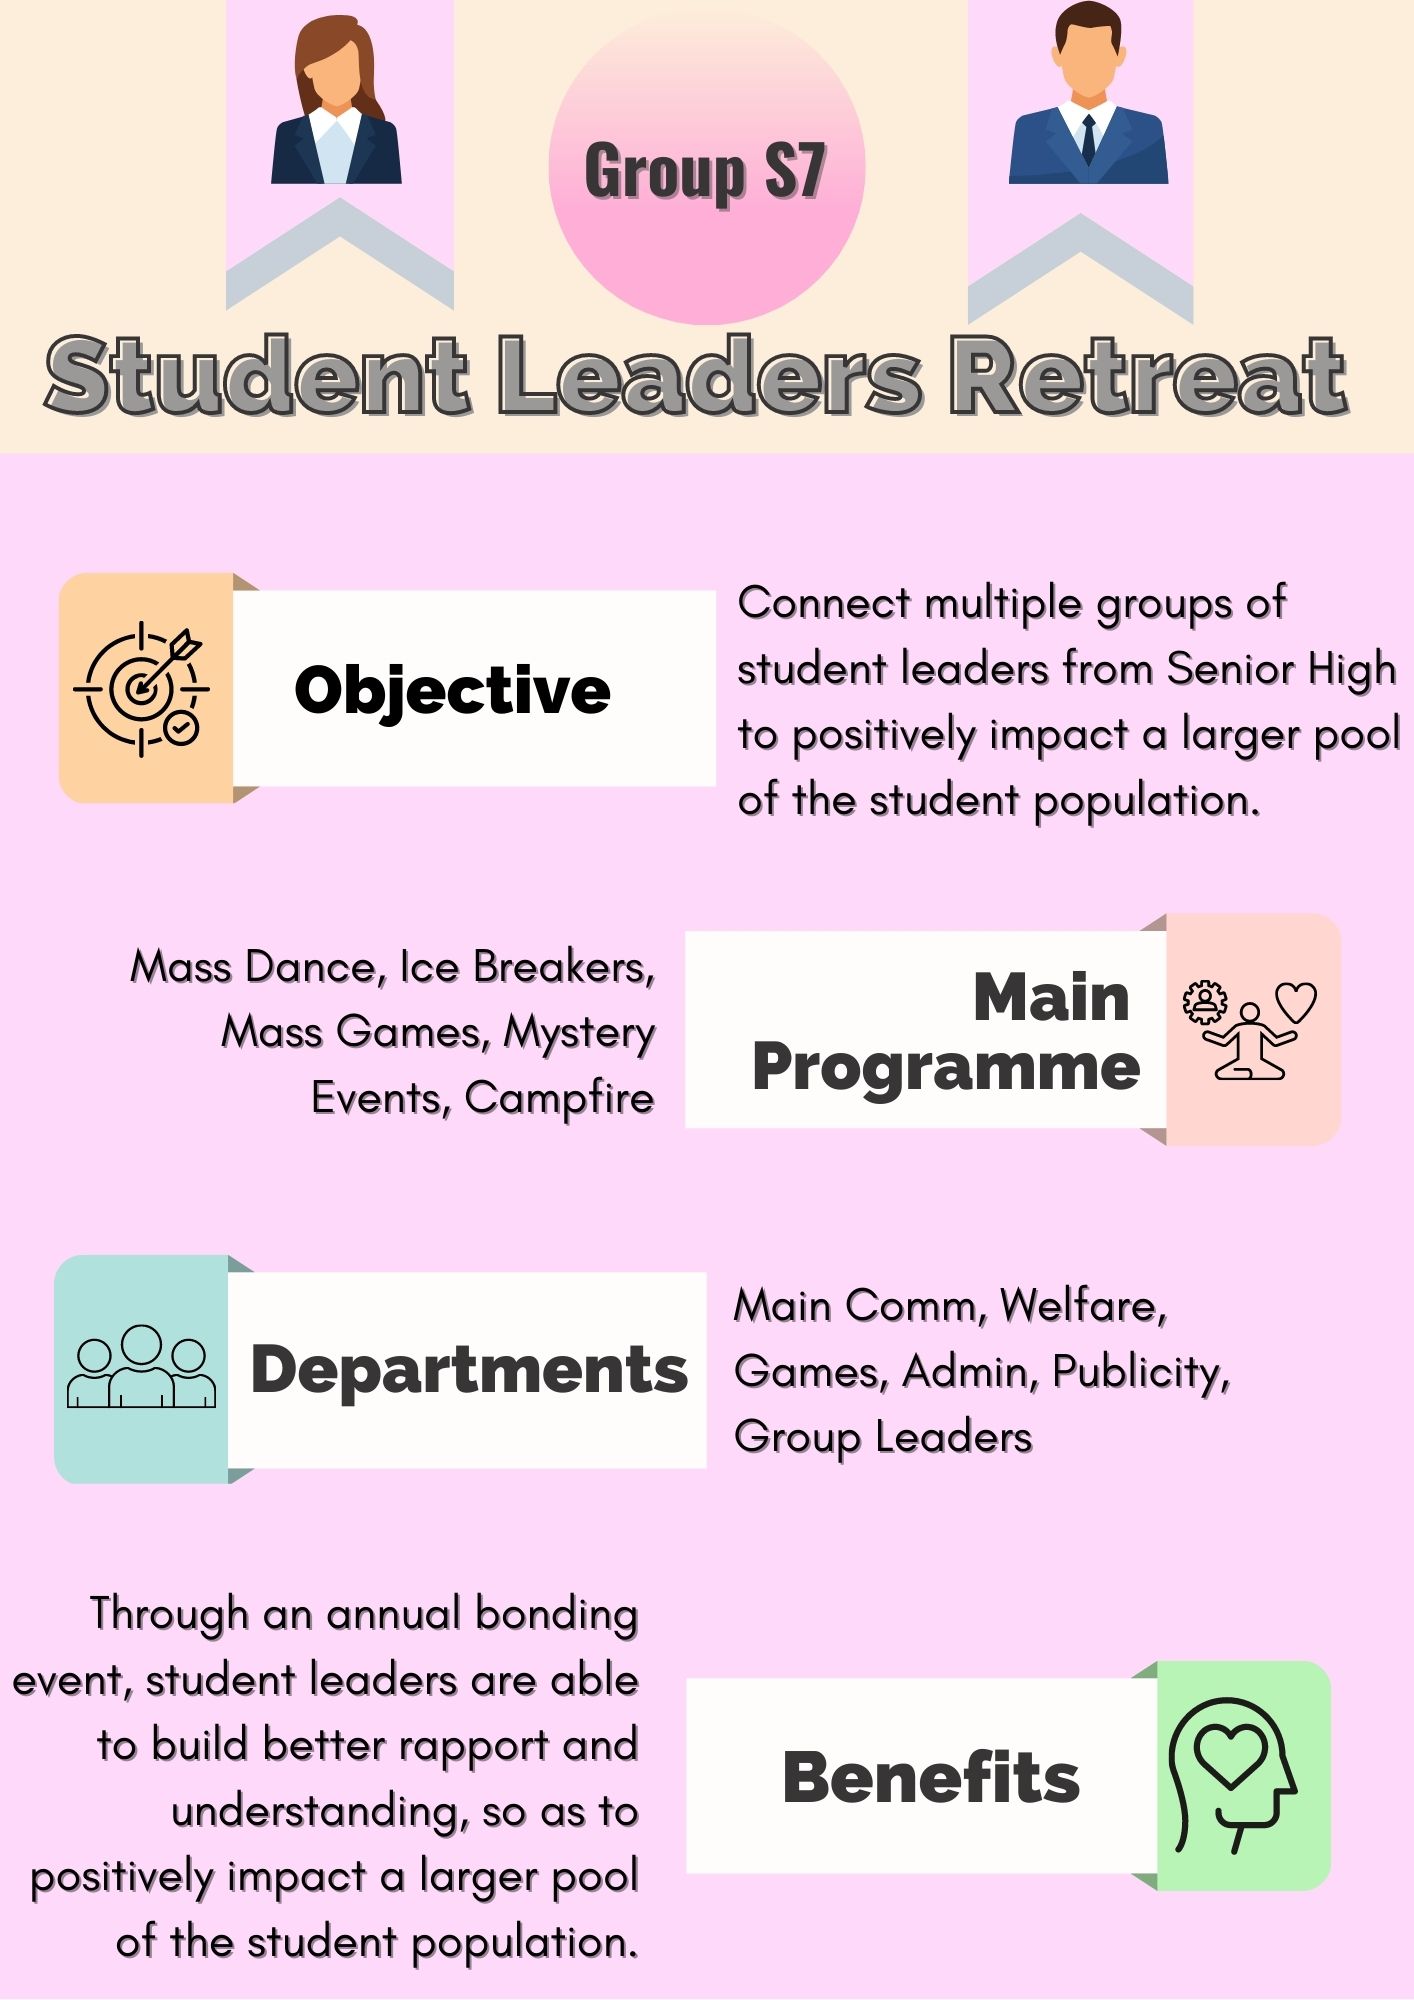 Group S7
Student Leaders Retreat
Objective
Connect multiple groups of
student leaders from Senior High
to positively impact a larger pool
of the student population.
Mass Dance, Ice Breakers,
Mass Games, Mystery
Events, Campfire
Main
Programme
Departments
Main Comm, Welfare,
Games, Admin, Publicity,
Group Leaders
Through an annual bonding
event, student leaders are able
to build better rapport and
understanding, so as to
positively impact a larger pool
of the student population.
Benefits